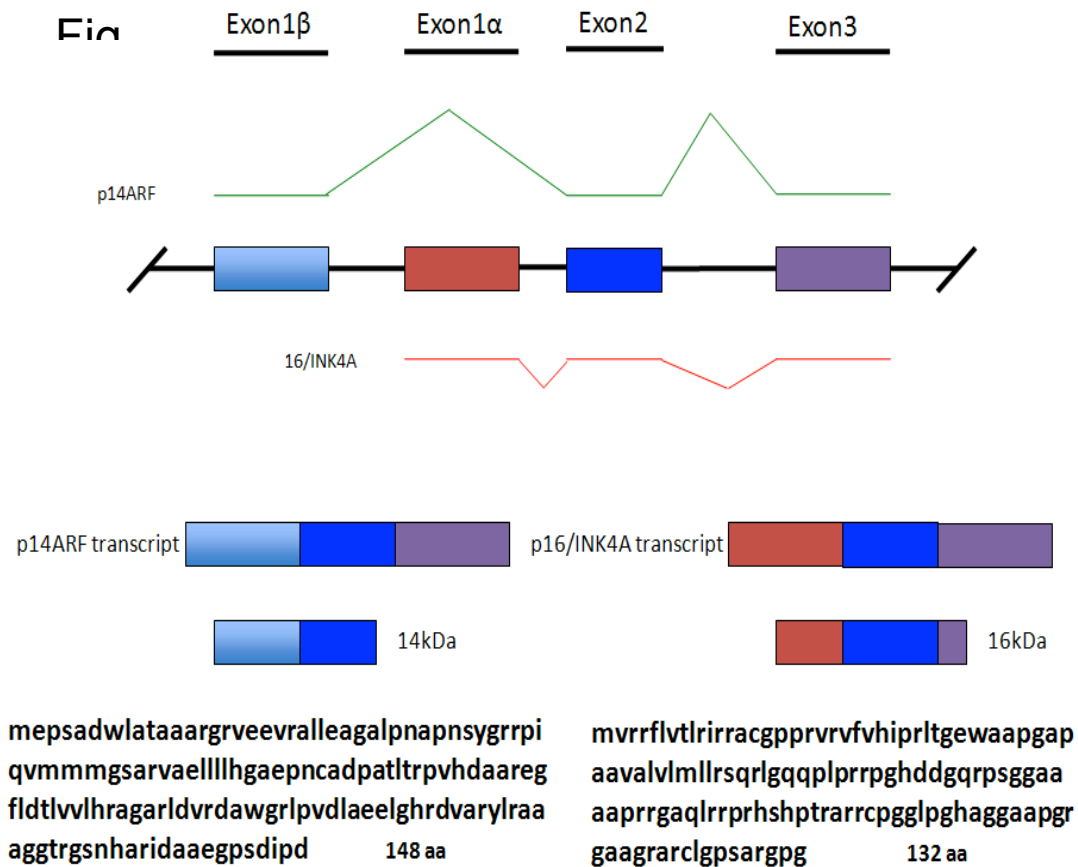 Fig
Exon1β
Exon1α
Exon2
Exon3
p14ARF
16/INK4A
p14ARF transcript
p16/INK4A transcript
14kDa
16kDa
mepsadwlataaargrveevralleagalpnapnsygrrpi
qvmmmgsarvaellllhgaepncadpatltrpvhdaareg
fldtlvvlhragarldvrdawgrlpvdlaeelghrdvarylraa
aggtrgsnharidaaegpsdipd 148 aa
mvrrflvtlrirracgpprvrvfvhiprltgewaapgap
aavalvlmllrsqrlgqqplprrpghddgqrpsggaa
aaprrgaqlrrprhshptrarrcpgglpghaggaapgr
gaagrarclgpsargpg 132 aa